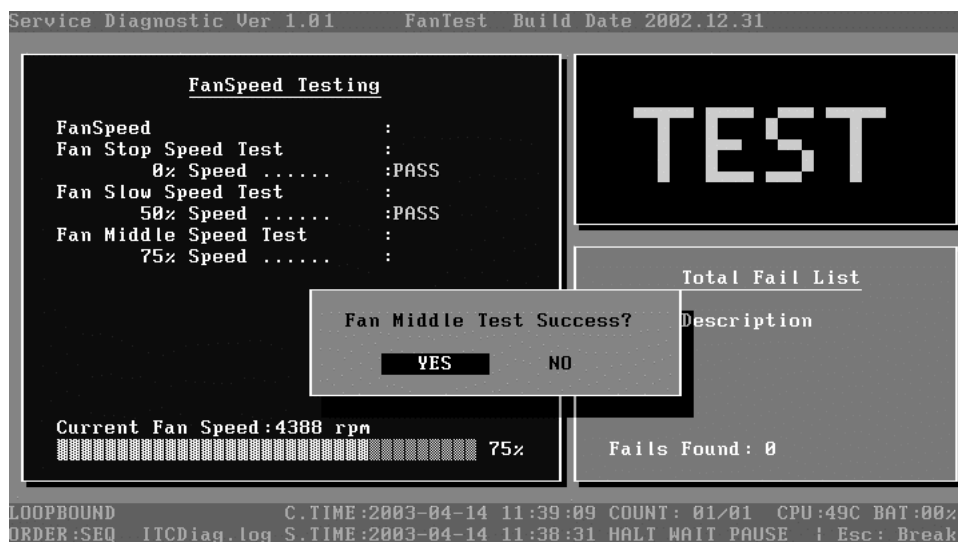 Service Diagnostic Ver 1.01 FanTest Build Date 2002.12.31
FanSpeed Testing
FanSpeed :
Fan Stop Speed Test :
0% Speed ...... :PASS
Fan Slow Speed Test :
50% Speed ...... :PASS
Fan Middle Speed Test :
75% Speed ...... :
Current Fan Speed:4388 rpm
75%
TEST
Total Fail List
Description
Fails Found: 0
Fan Middle Test Success?
YES NO
LOOPBOUND C.TIME:2003-04-14 11:39:09 COUNT: 01/01 CPU:49C BAT:00%
ORDER:SEQ ITCDiag.log S.TIME:2003-04-14 11:38:31 HALT WAIT PAUSE ¦ Esc: Break